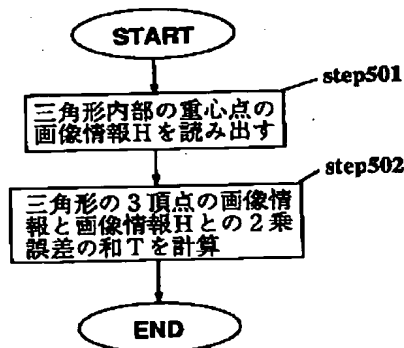 START
step501
三角形内部の重心点の
画像情報Hを読み出す
step502
三角形の3頂点の画像情
報と画像情報Hとの2乗
誤差の和Tを計算
END